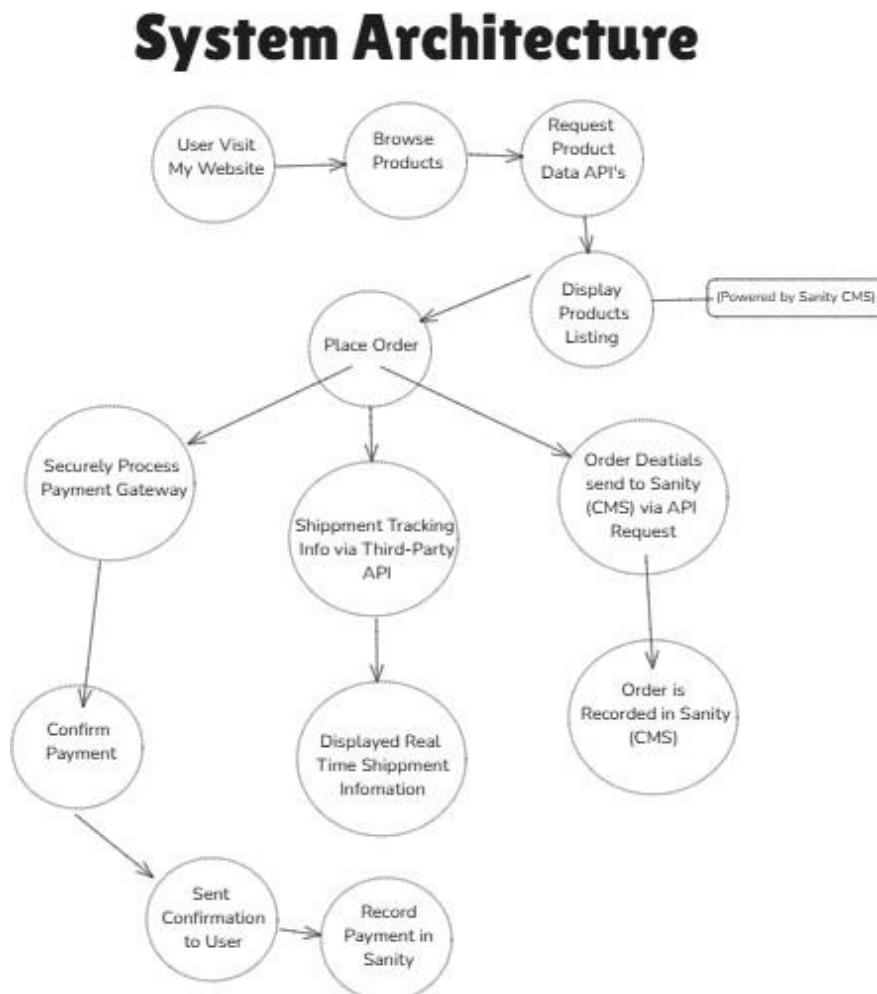 System Architecture
User Visit
My Website
Browse
Products
Request
Product
Data API's
Display
Products
Listing
(Powered by Sanity CMS)
Place Order
Securely Process
Payment Gateway
Shippment Tracking
Info via Third-Party
API
Order Deatials
send to Sanity
(CMS) via API
Request
Confirm
Payment
Displayed Real
Time Shippment
Infomation
Order is
Recorded in Sanity
(CMS)
Sent
Confirmation
to User
Record
Payment in
Sanity